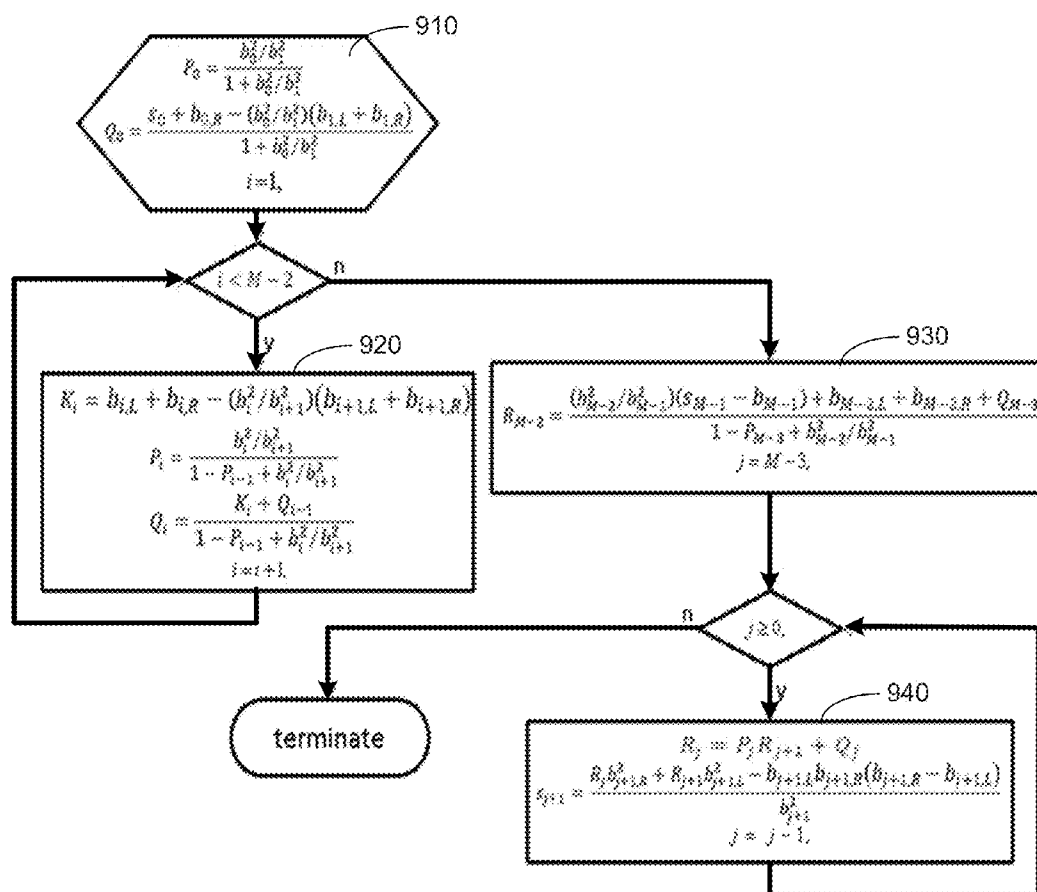 910
P_0 = \frac{b_0^2/b_1^2}{1 + b_0^2/b_1^2}
Q_0 = \frac{s_0 + b_{0,R} - (b_0^2/b_1^2)(b_{1,L} + b_{1,R})}{1 + b_0^2/b_1^2}
i=1,
i < M - 2
n
y
920
K_i = b_{i,L} + b_{i,R} - (b_i^2/b_{i+1}^2)(b_{i+1,L} + b_{i+1,R})
P_i = \frac{b_i^2/b_{i+1}^2}{1 - P_{i-1} + b_i^2/b_{i+1}^2}
Q_i = \frac{K_i + Q_{i-1}}{1 - P_{i-1} + b_i^2/b_{i+1}^2}
i=i+1,
930
R_{M-2} = \frac{(b_{M-2}^2/b_{M-1}^2)(s_{M-1} - b_{M-1}) + b_{M-2,L} + b_{M-2,R} + Q_{M-3}}{1 - P_{M-3} + b_{M-2}^2/b_{M-1}^2}
j=M-3,
j ≥ 0,
n
y
terminate
940
R_j = P_j R_{j+1} + Q_j
s_{j+1} = \frac{R_j b_{j+1,R}^2 + R_{j+1} b_{j+1,L}^2 - b_{j+1,L} b_{j+1,R}(b_{j+1,R} - b_{j+1,L})}{b_{j+1}^2}
j = j-1,